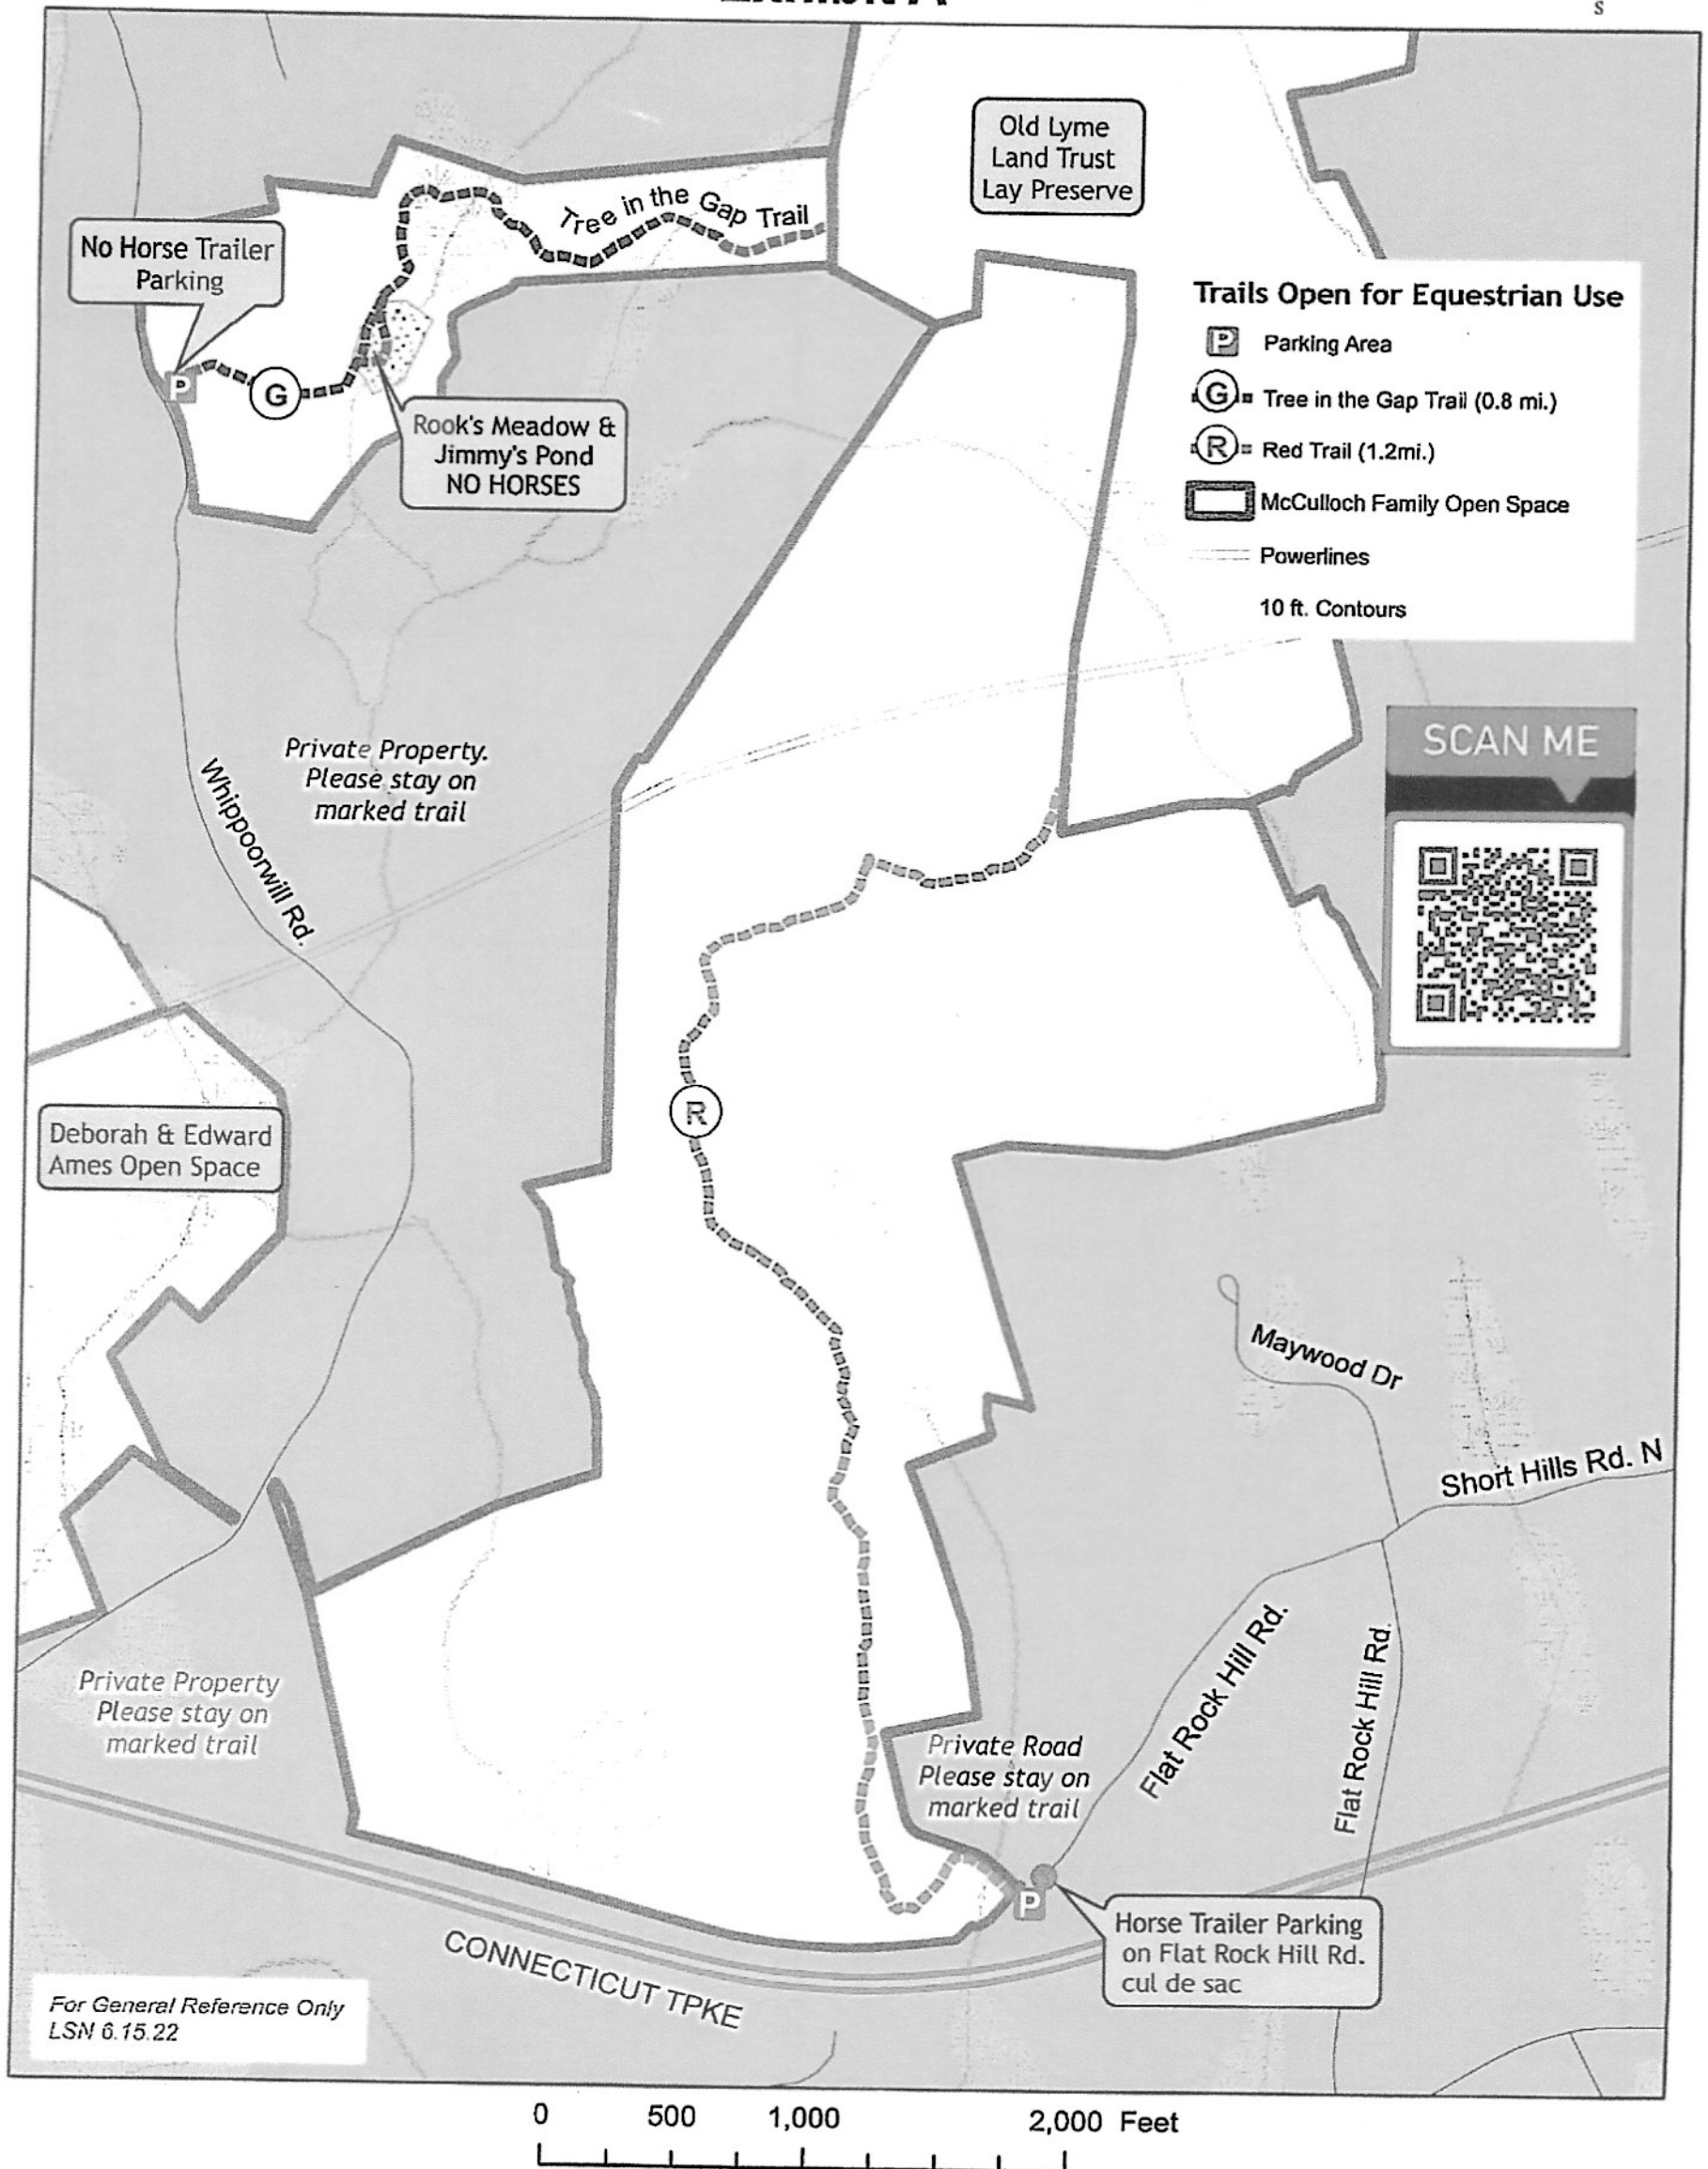 S
Old Lyme
Land Trust
Lay Preserve
Tree in the Gap Trail
No Horse Trailer
Parking
P
G
Rook's Meadow &
Jimmy's Pond
NO HORSES
Trails Open for Equestrian Use
P Parking Area
G Tree in the Gap Trail (0.8 mi.)
R Red Trail (1.2mi.)
McCulloch Family Open Space
Powerlines
10 ft. Contours
SCAN ME
Private Property.
Please stay on
marked trail
Whippoorwill Rd.
R
Deborah & Edward
Ames Open Space
Maywood Dr
Short Hills Rd. N
Flat Rock Hill Rd.
Flat Rock Hill Rd.
Private Property
Please stay on
marked trail
Private Road
Please stay on
marked trail
P
Horse Trailer Parking
on Flat Rock Hill Rd.
cul de sac
CONNECTICUT TPKE
For General Reference Only
LSN 6.15.22
0 500 1,000 2,000 Feet